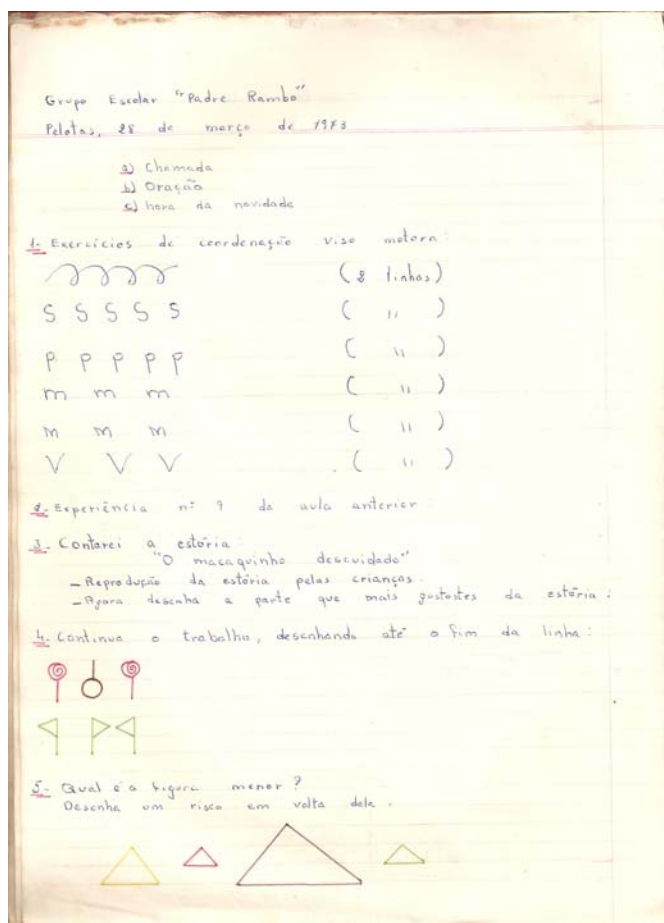 Grupo Escolar "Padre Rambo"
Pelotas, 28 de março de 1973
a) Chamada
b) Oração
c) hora da novidade
1- Exercícios de coordenação viso motora:
(2 linhas)
S S S S S ( " )
P P P P P ( " )
m m m ( " )
m m m ( " )
V V V ( " )
2- Experiência nº 9 da aula anterior
3- Contarei a estória:
"O macaquinho descuidado"
- Reprodução da estória pelas crianças.
- Agora desenha a parte que mais gostastes da estória:
4- Continua o trabalho, desenhando até o fim da linha:
5- Qual é a figura menor?
Desenha um risco em volta dela.